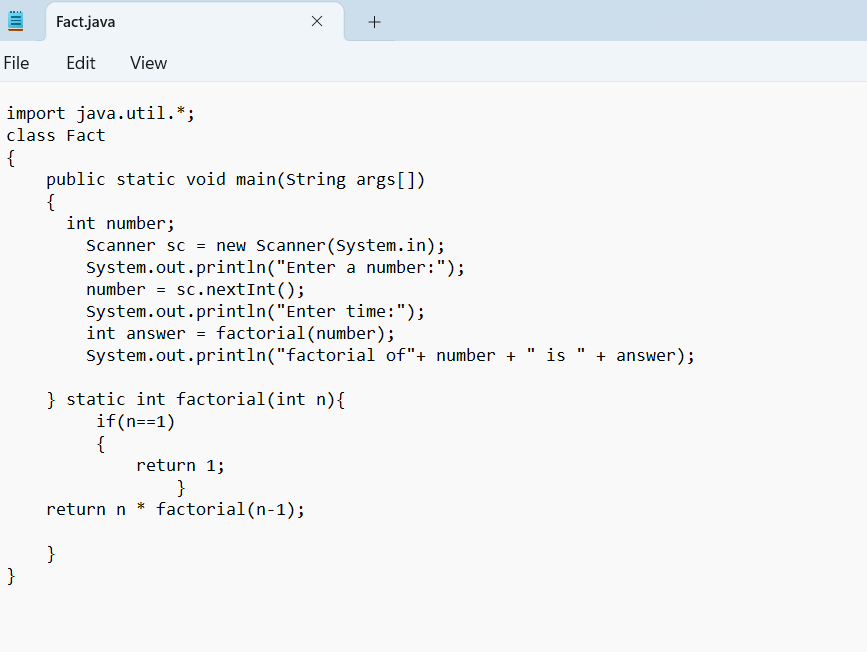 Fact.java
File Edit View
import java.util.*;
class Fact
{
    public static void main(String args[])
    {
      int number;
        Scanner sc = new Scanner(System.in);
        System.out.println("Enter a number:");
        number = sc.nextInt();
        System.out.println("Enter time:");
        int answer = factorial(number);
        System.out.println("factorial of"+ number + " is " + answer);
    } static int factorial(int n){
         if(n==1)
         {
             return 1;
                 }
    return n * factorial(n-1);
    }
}